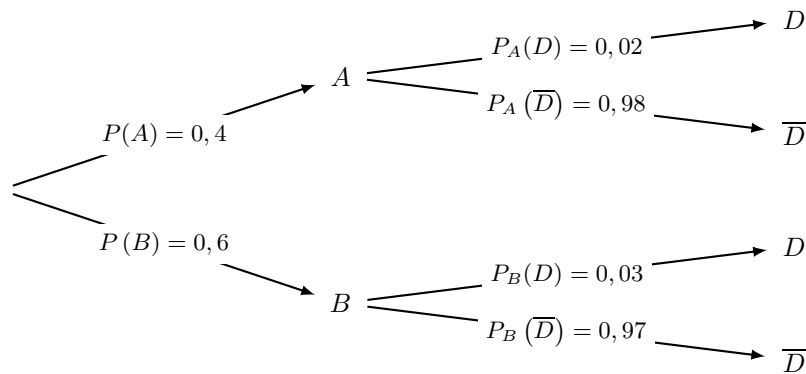 D
P_A(D) = 0,02
A
P_A(D̅) = 0,98
P(A) = 0,4
D̅
P(B) = 0,6
D
P_B(D) = 0,03
B
P_B(D̅) = 0,97
D̅